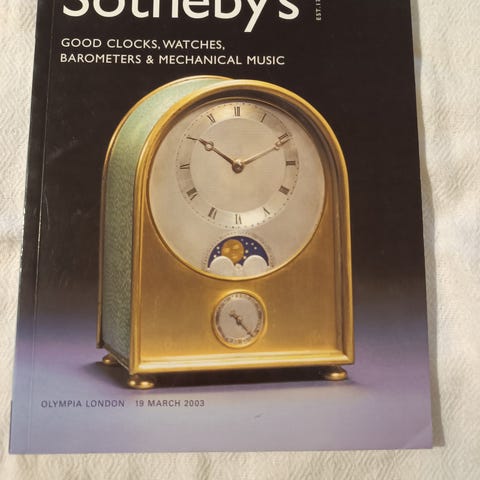 Sotheby's
GOOD CLOCKS, WATCHES,
BAROMETERS & MECHANICAL MUSIC
OLYMPIA LONDON 19 MARCH 2003